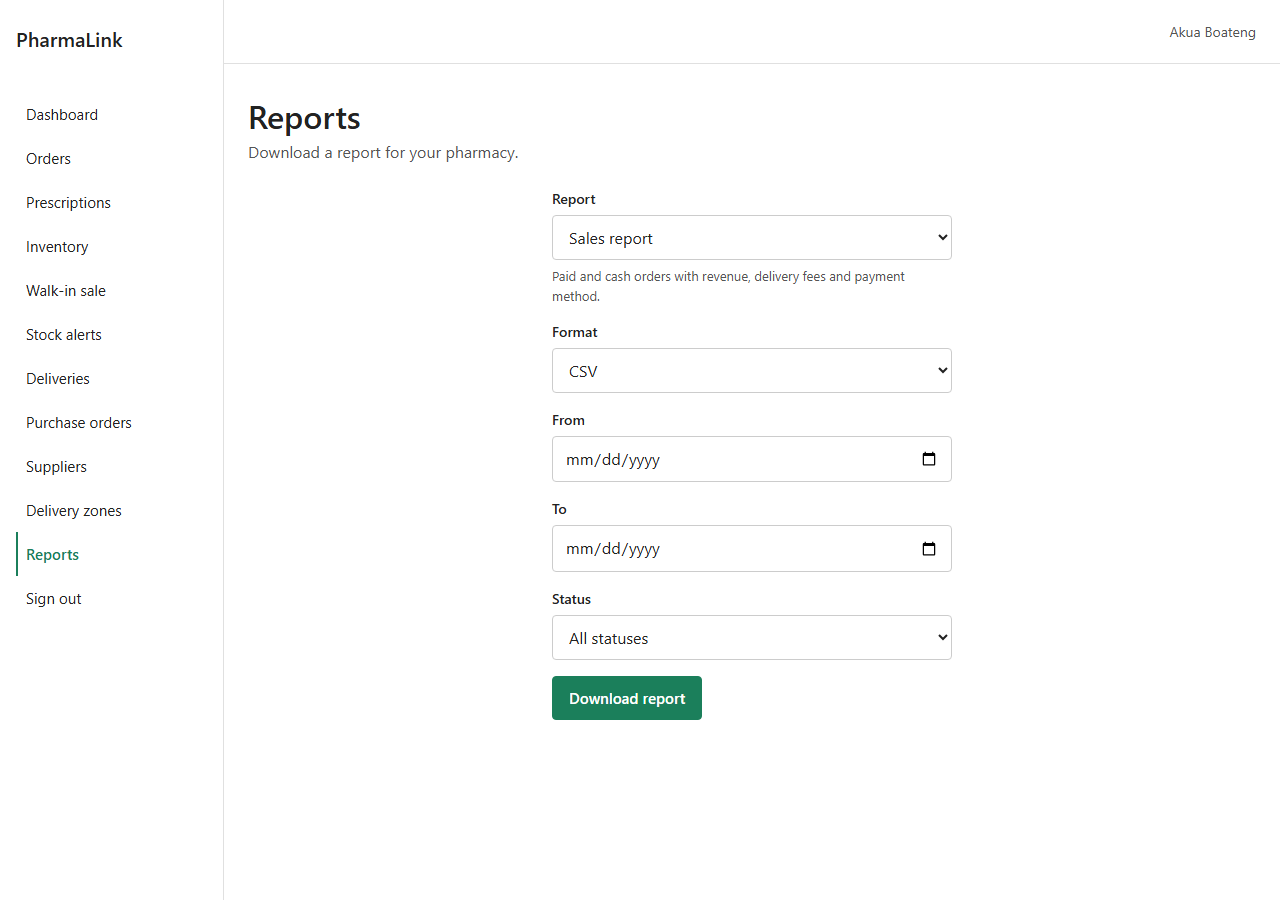 PharmaLink
Akua Boateng
Dashboard
Orders
Prescriptions
Inventory
Walk-in sale
Stock alerts
Deliveries
Purchase orders
Suppliers
Delivery zones
Reports
Sign out
Reports
Download a report for your pharmacy.
Report
Sales report
Paid and cash orders with revenue, delivery fees and payment
method.
Format
CSV
From
mm/dd/yyyy
To
mm/dd/yyyy
Status
All statuses
Download report